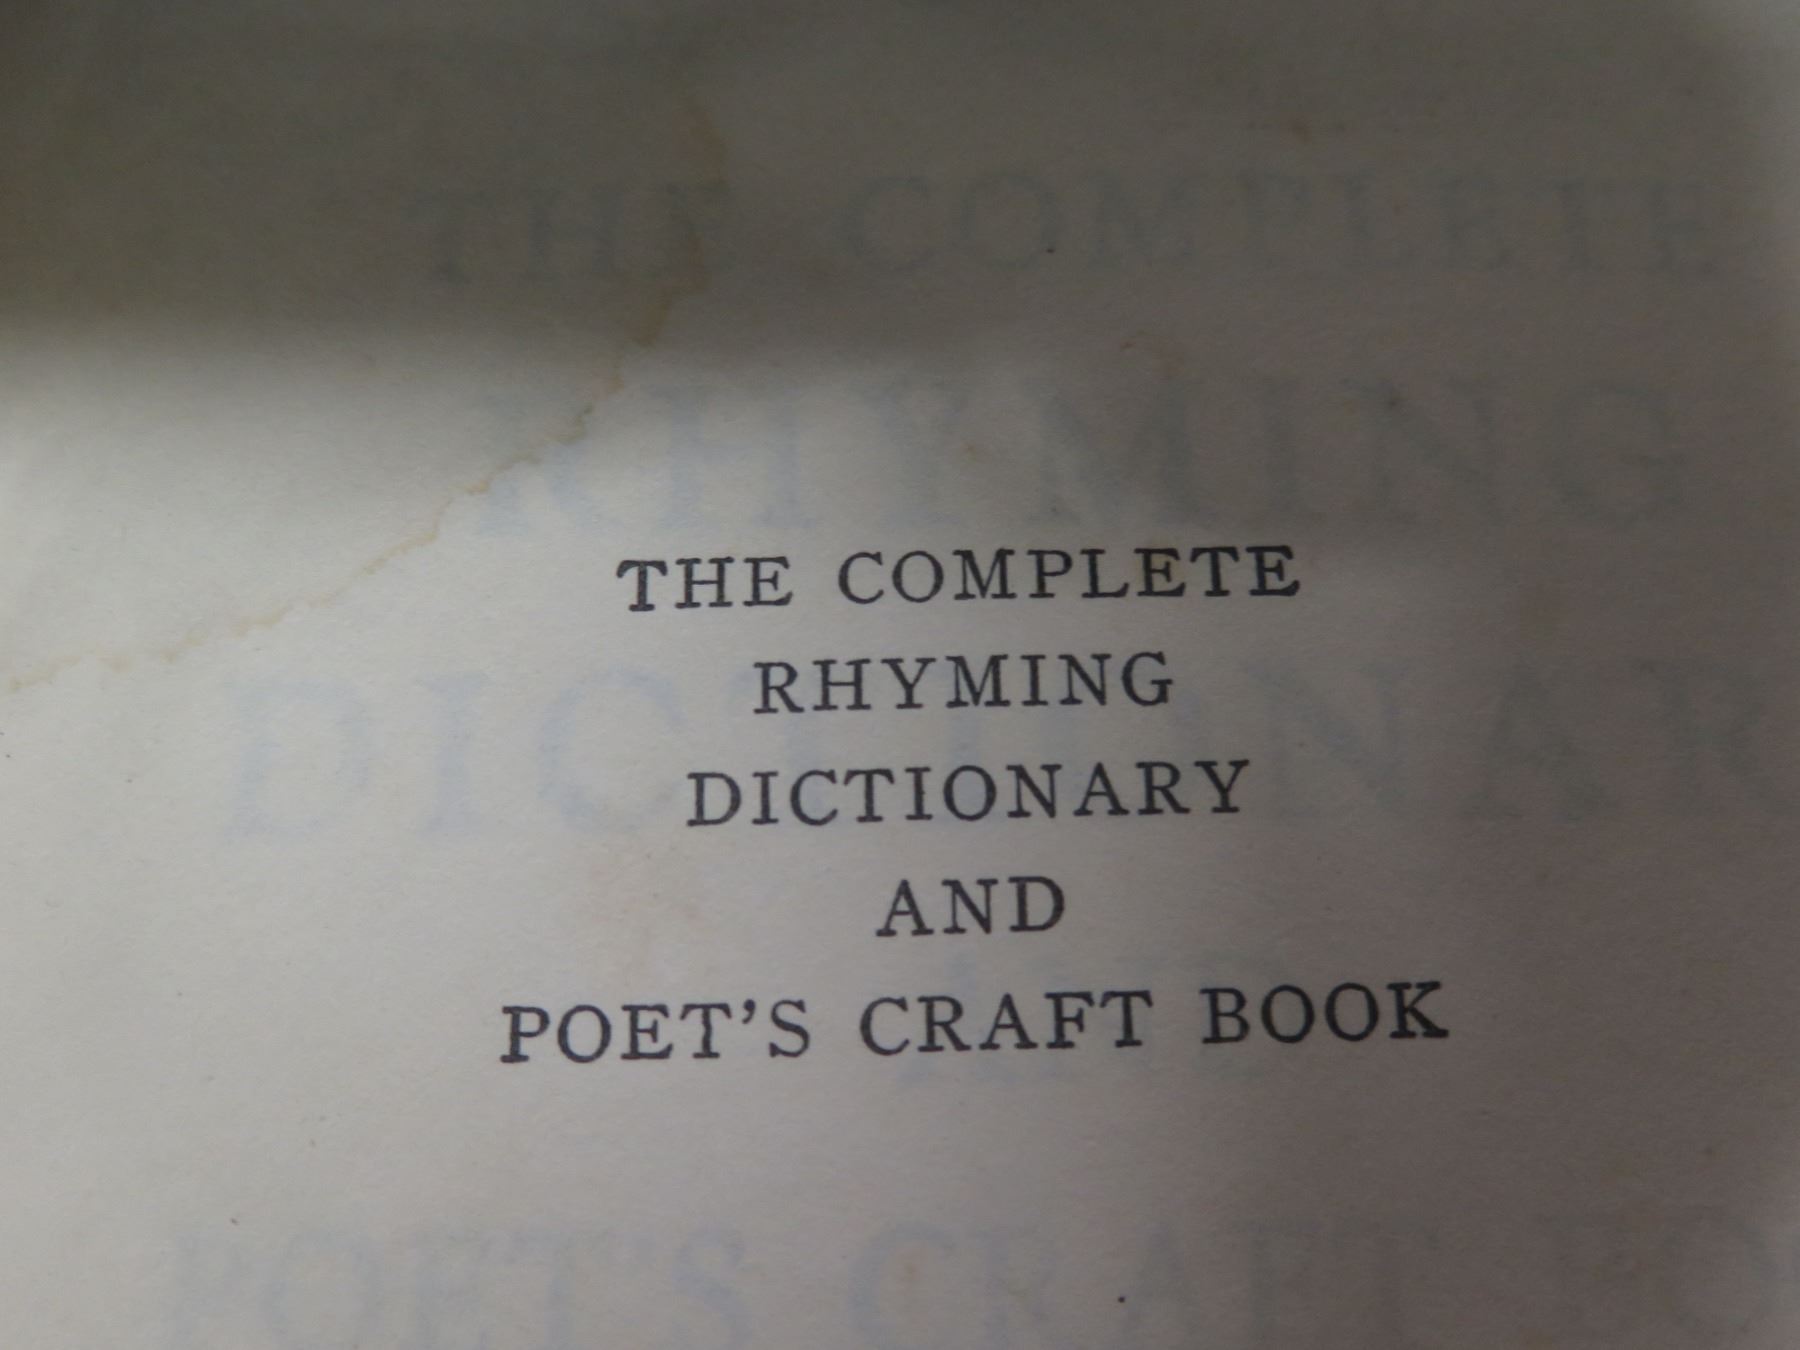 THE COMPLETE
RHYMING
DICTIONARY
AND
POET'S CRAFT BOOK